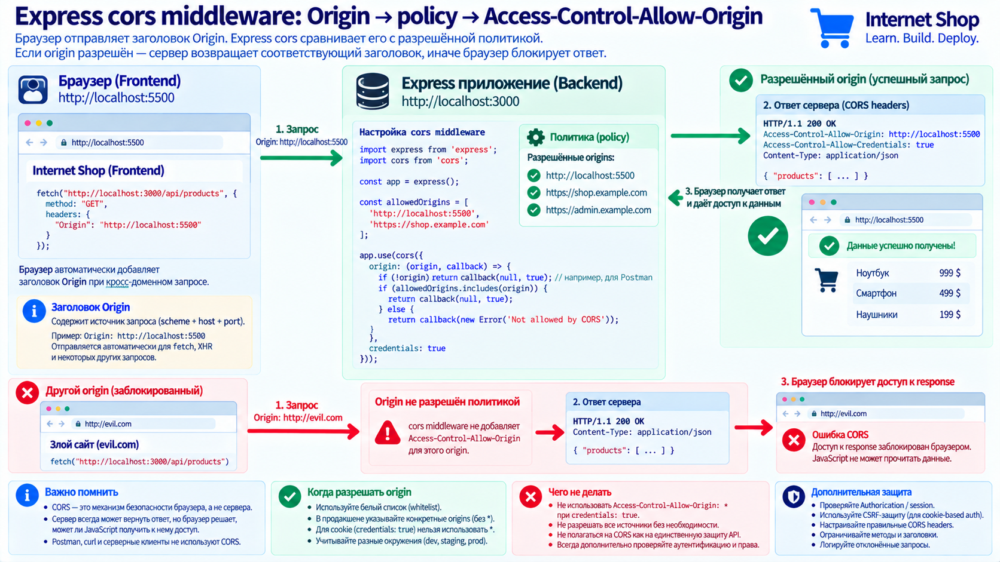 Express cors middleware: Origin → policy → Access-Control-Allow-Origin
Браузер отправляет заголовок Origin. Express cors сравнивает его с разрешённой политикой.
Если origin разрешён — сервер возвращает соответствующий заголовок, иначе браузер блокирует ответ.
Internet Shop
Learn. Build. Deploy.
Браузер (Frontend)
http://localhost:5500
http://localhost:5500
Internet Shop (Frontend)
fetch("http://localhost:3000/api/products", {
method: "GET",
headers: {
"Origin": "http://localhost:5500"
}
});
Браузер автоматически добавляет
заголовок Origin при кросс-доменном запросе.
Заголовок Origin
Содержит источник запроса (scheme + host + port).
Пример: Origin: http://localhost:5500
Отправляется автоматически для fetch, XHR
и некоторых других запросов.
1. Запрос
Origin: http://localhost:5500
Express приложение (Backend)
http://localhost:3000
Настройка cors middleware
import express from 'express';
import cors from 'cors';
const app = express();
const allowedOrigins = [
'http://localhost:5500',
'https://shop.example.com'
];
app.use(cors({
origin: (origin, callback) => {
if (!origin) return callback(null, true); // например, для Postman
if (allowedOrigins.includes(origin)) {
return callback(null, true);
} else {
return callback(new Error('Not allowed by CORS'));
}
},
credentials: true
}));
Политика (policy)
Разрешённые origins:
http://localhost:5500
https://shop.example.com
https://admin.example.com
Разрешённый origin (успешный запрос)
2. Ответ сервера (CORS headers)
HTTP/1.1 200 OK
Access-Control-Allow-Origin: http://localhost:5500
Access-Control-Allow-Credentials: true
Content-Type: application/json
{ "products": [ ... ] }
3. Браузер получает ответ
и даёт доступ к данным
http://localhost:5500
Данные успешно получены!
Ноутбук 999 $
Смартфон 499 $
Наушники 199 $
Другой origin (заблокированный)
http://evil.com
Злой сайт (evil.com)
fetch("http://localhost:3000/api/products")
1. Запрос
Origin: http://evil.com
Origin не разрешён политикой
cors middleware не добавляет
Access-Control-Allow-Origin
для этого origin.
2. Ответ сервера
HTTP/1.1 200 OK
Content-Type: application/json
{ "products": [ ... ] }
3. Браузер блокирует доступ к response
http://evil.com
Ошибка CORS
Доступ к response заблокирован браузером.
JavaScript не может прочитать данные.
Важно помнить
• CORS — это механизм безопасности браузера, а не сервера.
• Сервер всегда может вернуть ответ, но браузер решает,
может ли JavaScript получить к нему доступ.
• Postman, curl и серверные клиенты не используют CORS.
Когда разрешать origin
• Используйте белый список (whitelist).
• В продакшене указывайте конкретные origins (без *).
• Для cookie (credentials: true) нельзя использовать *.
• Учитывайте разные окружения (dev, staging, prod).
Чего не делать
• Не использовать Access-Control-Allow-Origin: *
при credentials: true.
• Не разрешать все источники без необходимости.
• Не полагаться на CORS как на единственную защиту API.
• Всегда дополнительно проверяйте аутентификацию и права.
Дополнительная защита
• Проверяйте Authorization / session.
• Используйте CSRF-защиту (для cookie-based auth).
• Настраивайте правильные CORS headers.
• Ограничивайте методы и заголовки.
• Логируйте отклонённые запросы.